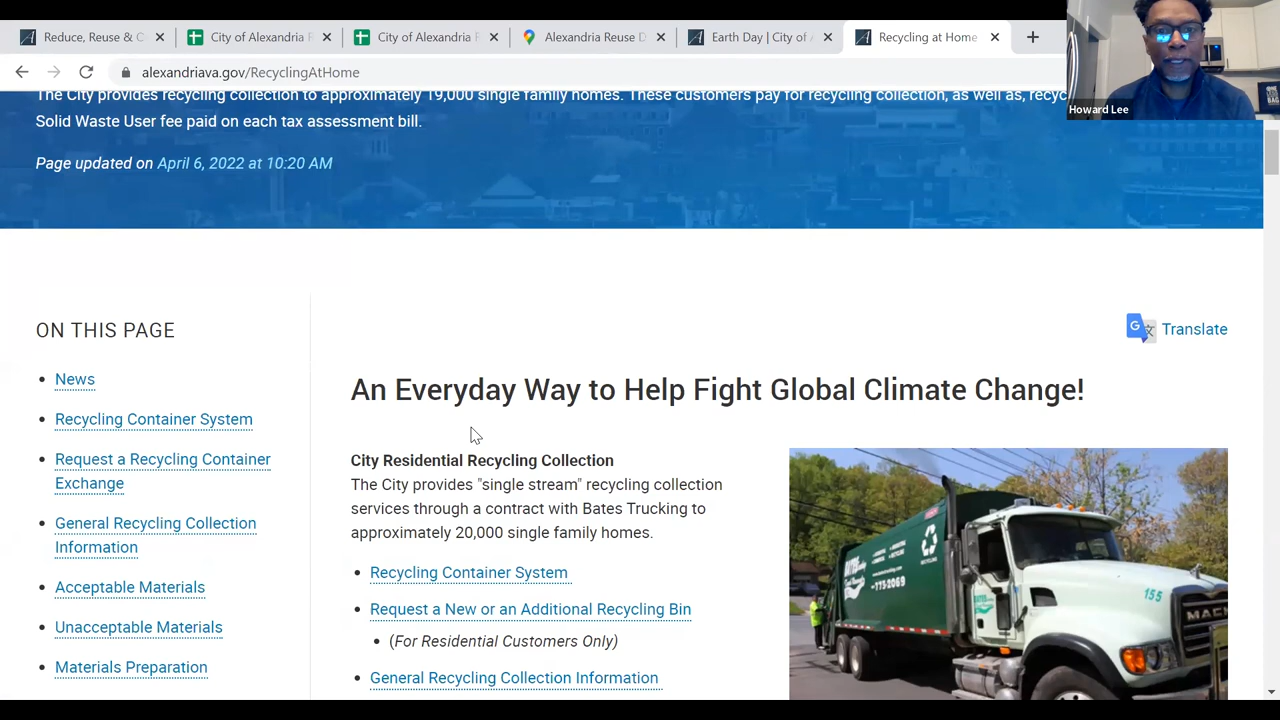 Reduce, Reuse & C
City of Alexandria R
City of Alexandria R
Alexandria Reuse D
Earth Day | City of A
Recycling at Home
alexandriava.gov/RecyclingAtHome
Howard Lee
The City provides recycling collection to approximately 19,000 single family homes. These customers pay for recycling collection, as well as, recyc
Solid Waste User fee paid on each tax assessment bill.
Page updated on April 6, 2022 at 10:20 AM
Translate
ON THIS PAGE
News
Recycling Container System
Request a Recycling Container
Exchange
General Recycling Collection
Information
Acceptable Materials
Unacceptable Materials
Materials Preparation
An Everyday Way to Help Fight Global Climate Change!
City Residential Recycling Collection
The City provides "single stream" recycling collection
services through a contract with Bates Trucking to
approximately 20,000 single family homes.
Recycling Container System
Request a New or an Additional Recycling Bin
(For Residential Customers Only)
General Recycling Collection Information
155
MACK